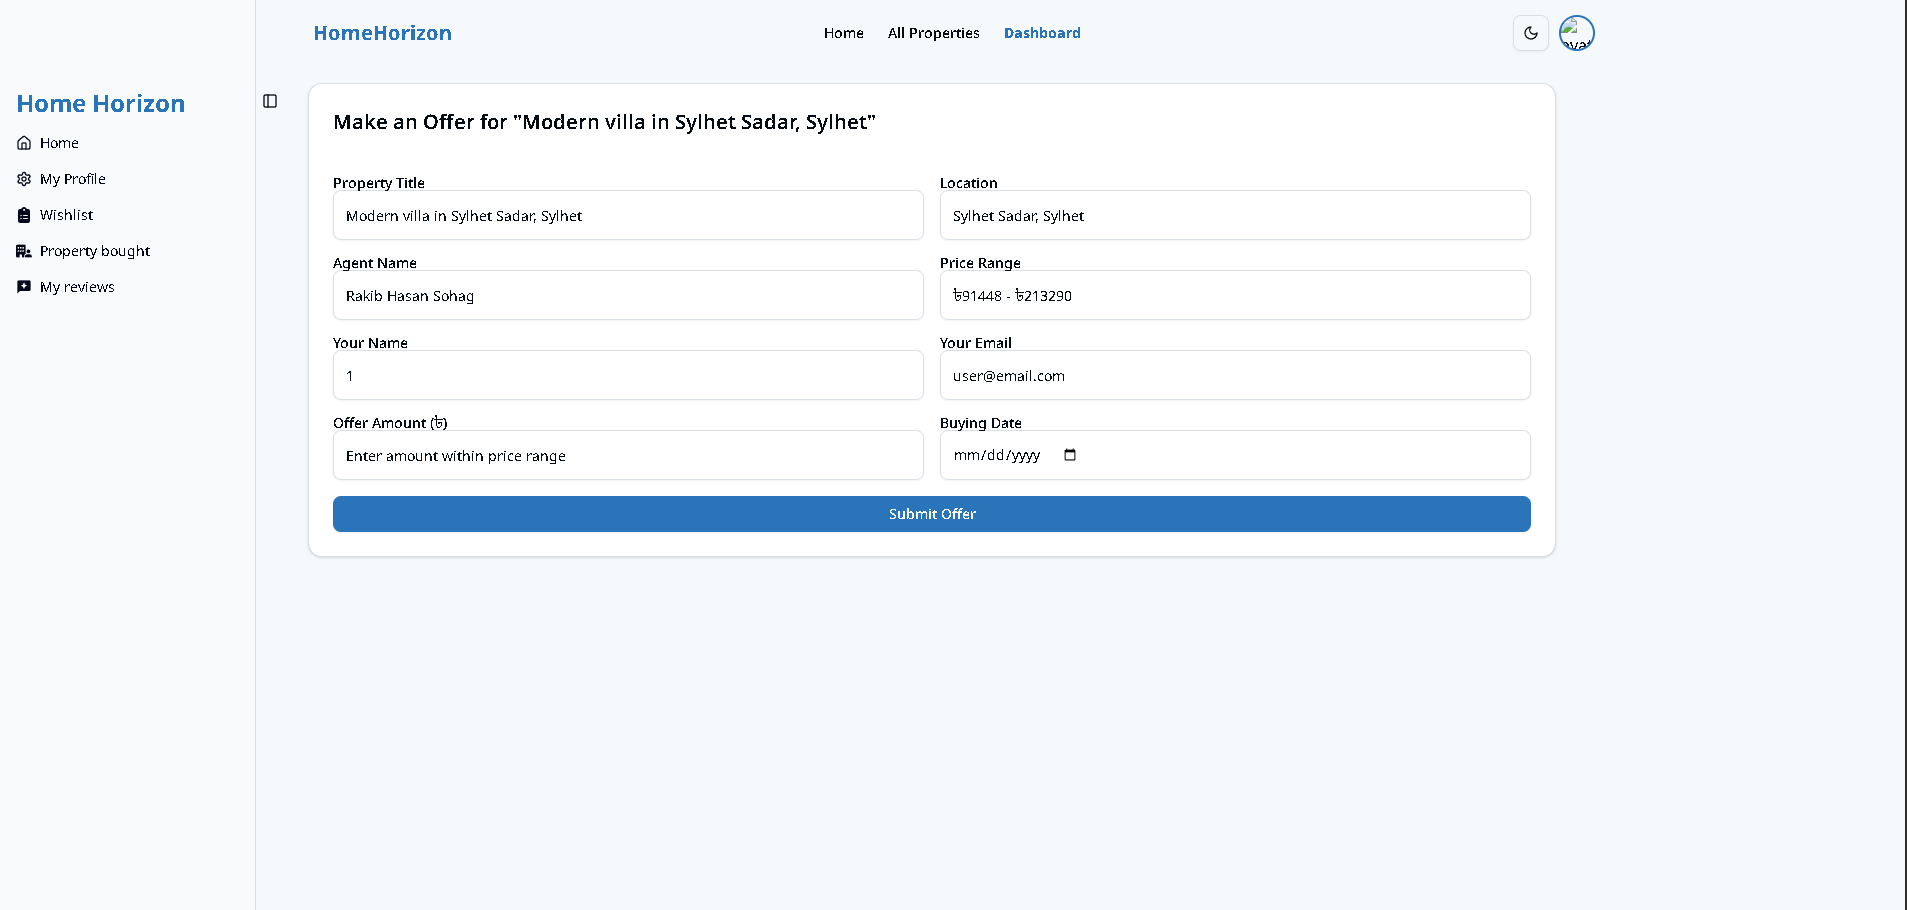 HomeHorizon
Home
All Properties
Dashboard
Home Horizon
Home
My Profile
Wishlist
Property bought
My reviews
Make an Offer for "Modern villa in Sylhet Sadar, Sylhet"
Property Title
Modern villa in Sylhet Sadar, Sylhet
Location
Sylhet Sadar, Sylhet
Agent Name
Rakib Hasan Sohag
Price Range
৳91448 - ৳213290
Your Name
1
Your Email
user@email.com
Offer Amount (৳)
Enter amount within price range
Buying Date
mm/dd/yyyy
Submit Offer